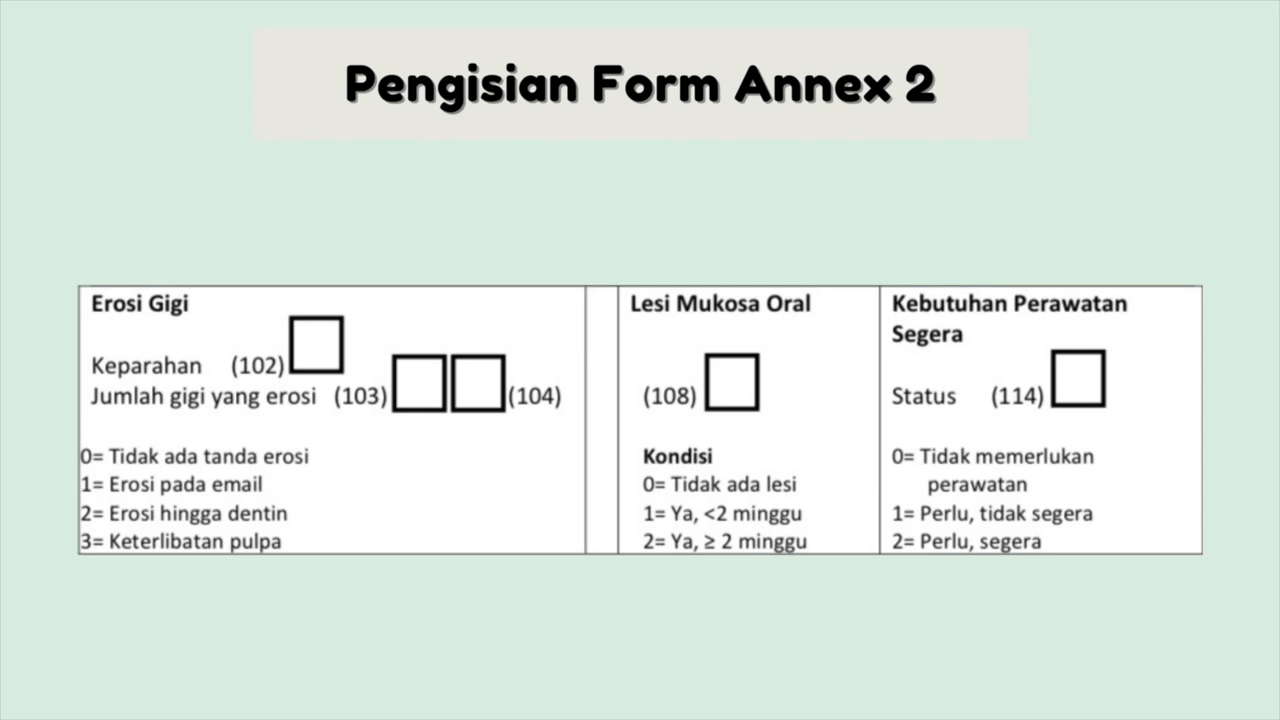 Pengisian Form Annex 2
Erosi Gigi
Keparahan (102)
Jumlah gigi yang erosi (103) (104)
0= Tidak ada tanda erosi
1= Erosi pada email
2= Erosi hingga dentin
3= Keterlibatan pulpa
Lesi Mukosa Oral
(108)
Kondisi
0= Tidak ada lesi
1= Ya, <2 minggu
2= Ya, ≥ 2 minggu
Kebutuhan Perawatan
Segera
Status (114)
0= Tidak memerlukan
perawatan
1= Perlu, tidak segera
2= Perlu, segera